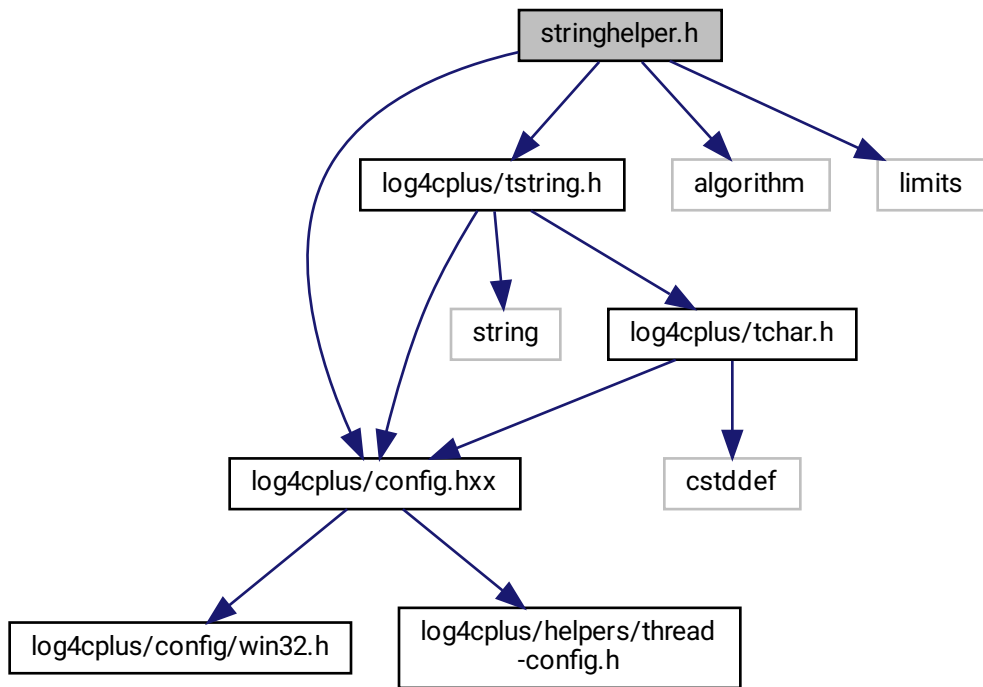 stringhelper.h
log4cplus/tstring.h
algorithm
limits
string
log4cplus/tchar.h
log4cplus/config.hxx
cstddef
log4cplus/config/win32.h
log4cplus/helpers/thread
-config.h